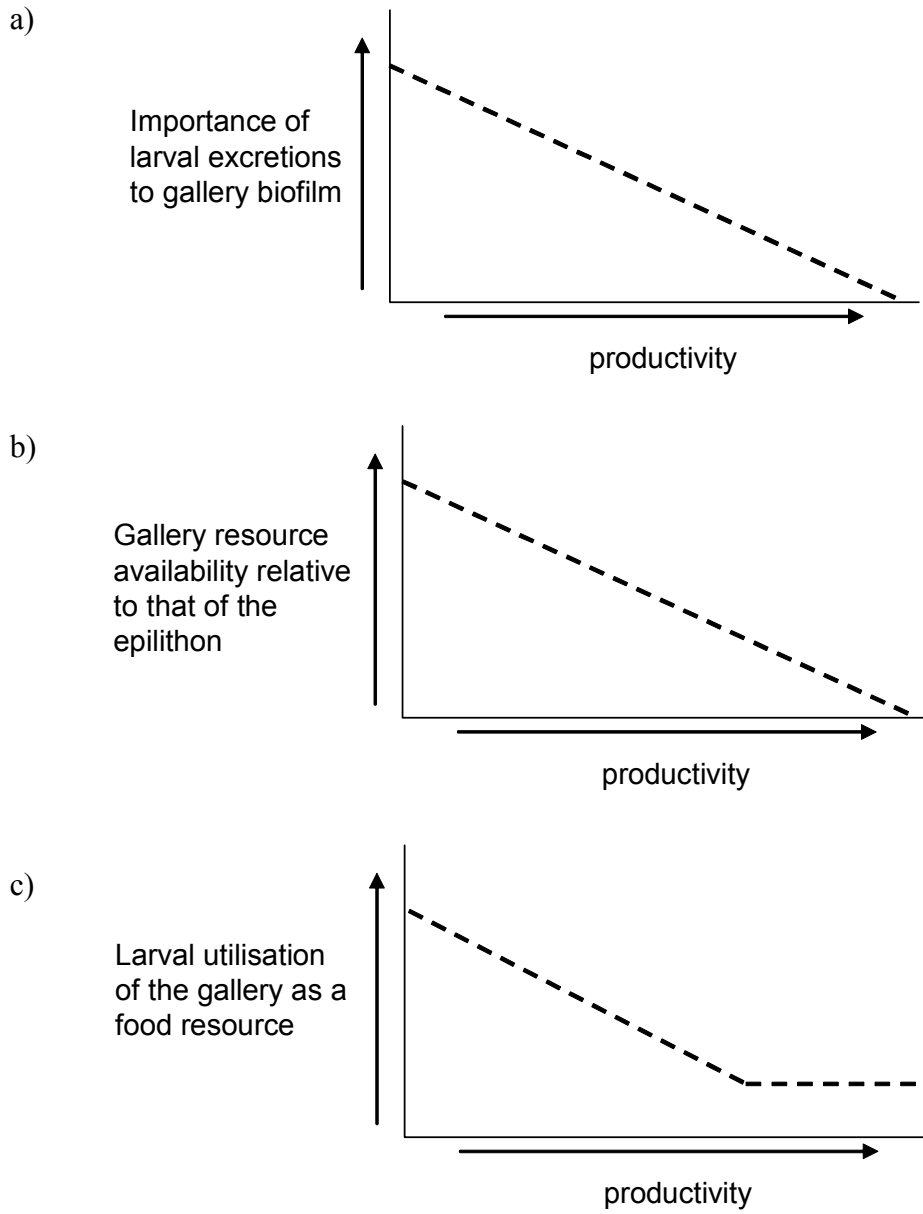 a)
Importance of
larval excretions
to gallery biofilm
productivity
b)
Gallery resource
availability relative
to that of the
epilithon
productivity
c)
Larval utilisation
of the gallery as a
food resource
productivity